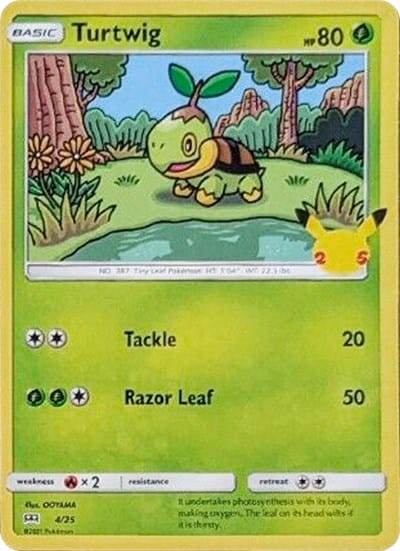 BASIC Turtwig HP80
25
NO. 387 Tiny Leaf Pokémon HT: 1'04" WT: 22.5 lbs
Tackle 20
Razor Leaf 50
weakness ×2 resistance retreat
Illus. OOYAMA
4/25
©2021 Pokémon
It undertakes photosynthesis with its body,
making oxygen. The leaf on its head wilts if
it is thirsty.